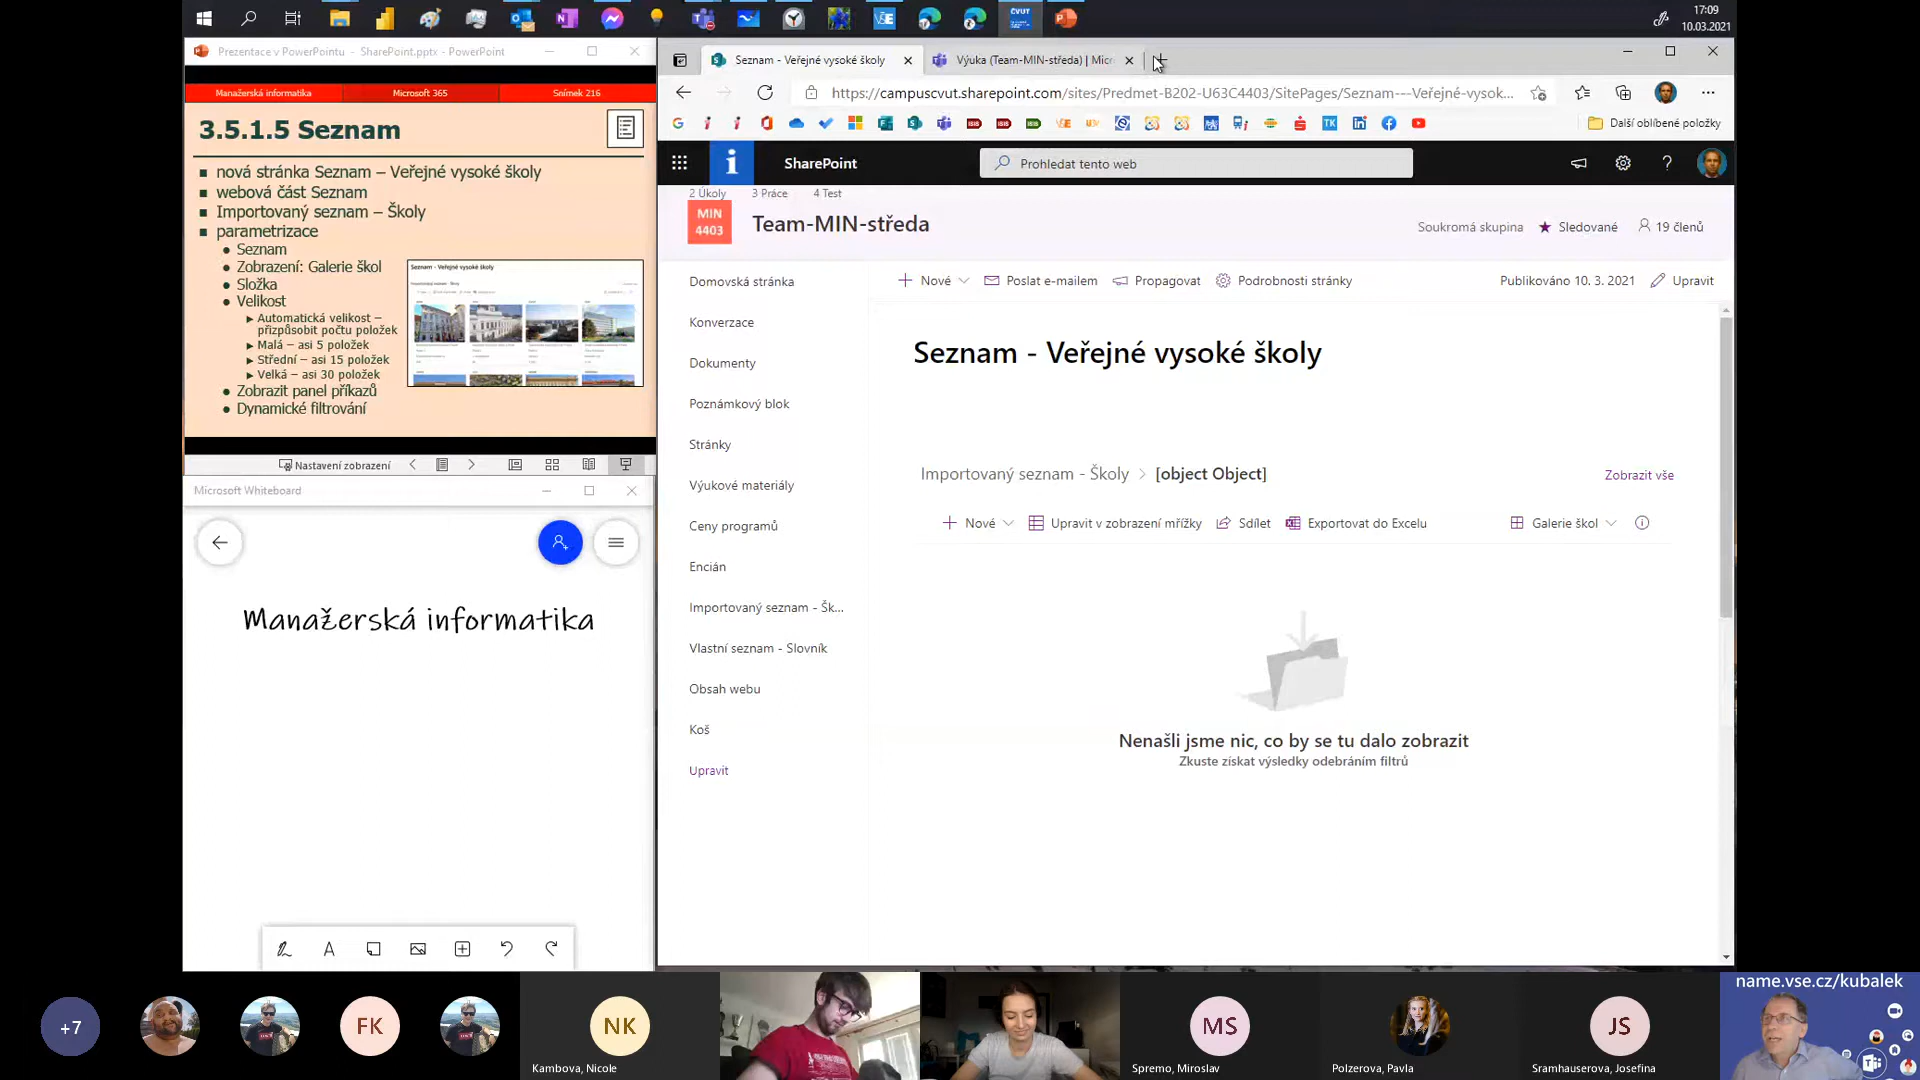 17:09
10.03.2021
Prezentace v PowerPointu - SharePoint.pptx - PowerPoint
Manažerská informatika
Microsoft 365
Snímek 216
3.5.1.5 Seznam
nová stránka Seznam – Veřejné vysoké školy
webová část Seznam
Importovaný seznam – Školy
parametrizace
Seznam
Zobrazení: Galerie škol
Složka
Velikost
Automatická velikost –
přizpůsobit počtu položek
Malá – asi 5 položek
Střední – asi 15 položek
Velká – asi 30 položek
Zobrazit panel příkazů
Dynamické filtrování
Seznam - Veřejné vysoké školy
Nastavení zobrazení
Microsoft Whiteboard
Manažerská informatika
Seznam - Veřejné vysoké školy
Výuka (Team-MIN-středa) | Micr
https://campuscvut.sharepoint.com/sites/Predmet-B202-U63C4403/SitePages/Seznam---Veřejné-vysok...
Další oblíbené položky
SharePoint
Prohledat tento web
2 Úkoly 3 Práce 4 Test
MIN
4403
Team-MIN-středa
Soukromá skupina
Sledované
19 členů
Domovská stránka
Konverzace
Dokumenty
Poznámkový blok
Stránky
Výukové materiály
Ceny programů
Encián
Importovaný seznam - Šk...
Vlastní seznam - Slovník
Obsah webu
Koš
Upravit
Nové
Poslat e-mailem
Propagovat
Podrobnosti stránky
Publikováno 10. 3. 2021
Upravit
Seznam - Veřejné vysoké školy
Importovaný seznam - Školy > [object Object]
Zobrazit vše
Nové
Upravit v zobrazení mřížky
Sdílet
Exportovat do Excelu
Galerie škol
Nenašli jsme nic, co by se tu dalo zobrazit
Zkuste získat výsledky odebráním filtrů
+7
FK
NK
Kambova, Nicole
MS
Spremo, Miroslav
Polzerova, Pavla
JS
Sramhauserova, Josefina
name.vse.cz/kubalek